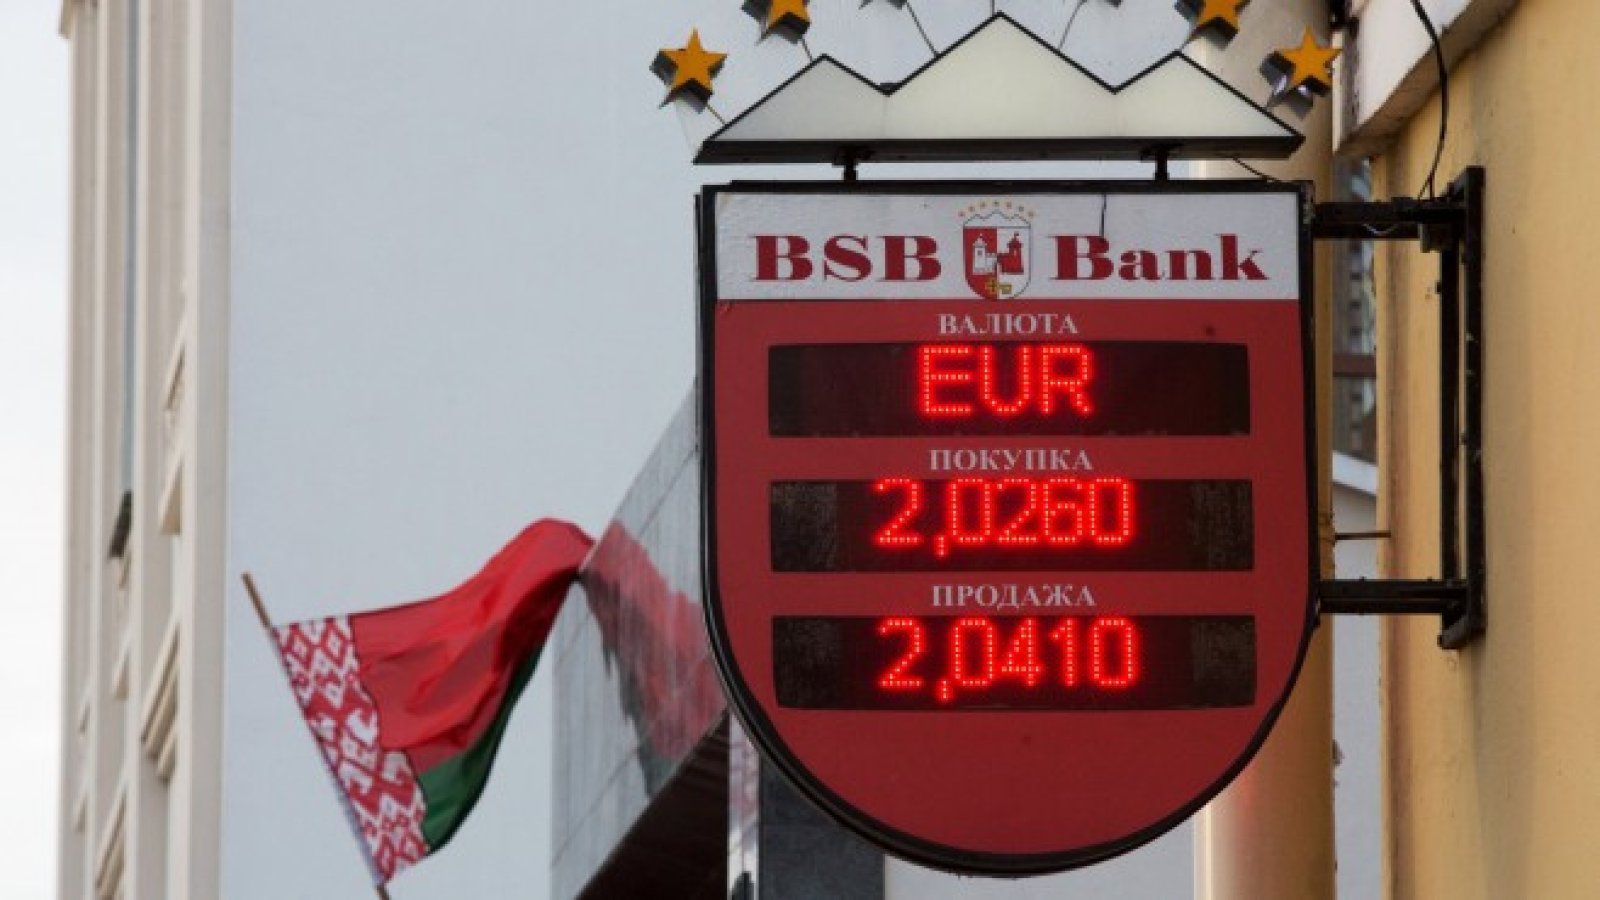 BSB Bank
ВАЛЮТА
EUR
ПОКУПКА
2,0260
ПРОДАЖА
2,0410